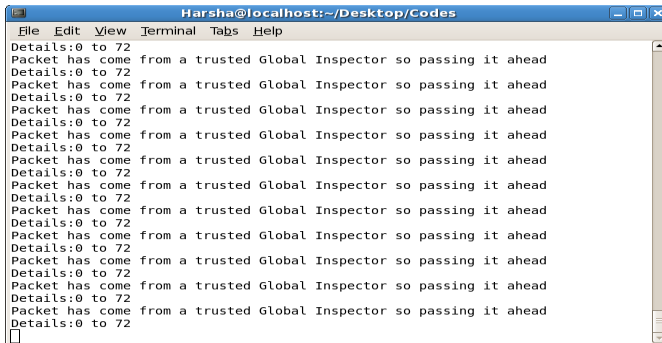 Harsha@localhost:~/Desktop/Codes
File Edit View Terminal Tabs Help
Details:0 to 72
Packet has come from a trusted Global Inspector so passing it ahead
Details:0 to 72
Packet has come from a trusted Global Inspector so passing it ahead
Details:0 to 72
Packet has come from a trusted Global Inspector so passing it ahead
Details:0 to 72
Packet has come from a trusted Global Inspector so passing it ahead
Details:0 to 72
Packet has come from a trusted Global Inspector so passing it ahead
Details:0 to 72
Packet has come from a trusted Global Inspector so passing it ahead
Details:0 to 72
Packet has come from a trusted Global Inspector so passing it ahead
Details:0 to 72
Packet has come from a trusted Global Inspector so passing it ahead
Details:0 to 72
Packet has come from a trusted Global Inspector so passing it ahead
Details:0 to 72
Packet has come from a trusted Global Inspector so passing it ahead
Details:0 to 72
Packet has come from a trusted Global Inspector so passing it ahead
Details:0 to 72